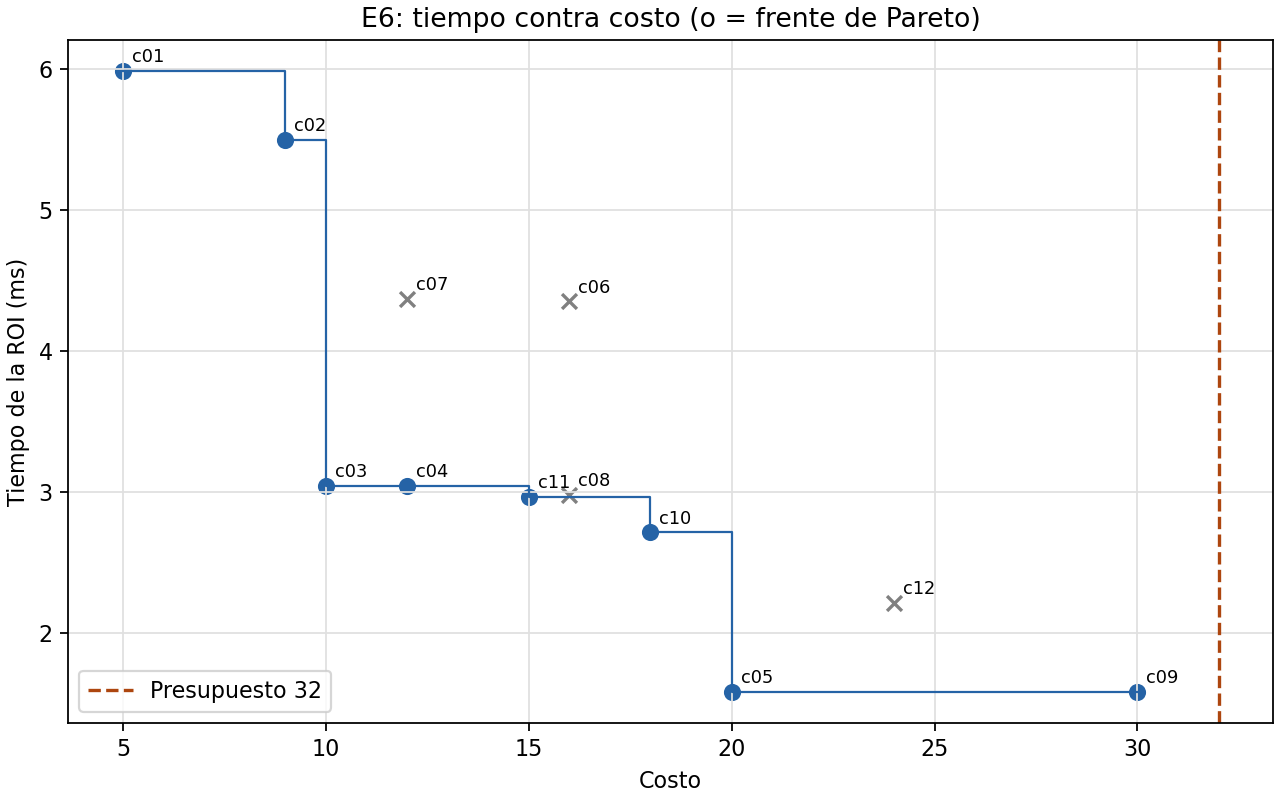 E6: tiempo contra costo (o = frente de Pareto)
Tiempo de la ROI (ms)
6
5
4
3
2
c01
c02
c07
c06
c03
c04
c11
c08
c10
c12
c05
c09
Presupuesto 32
5
10
15
20
25
30
Costo